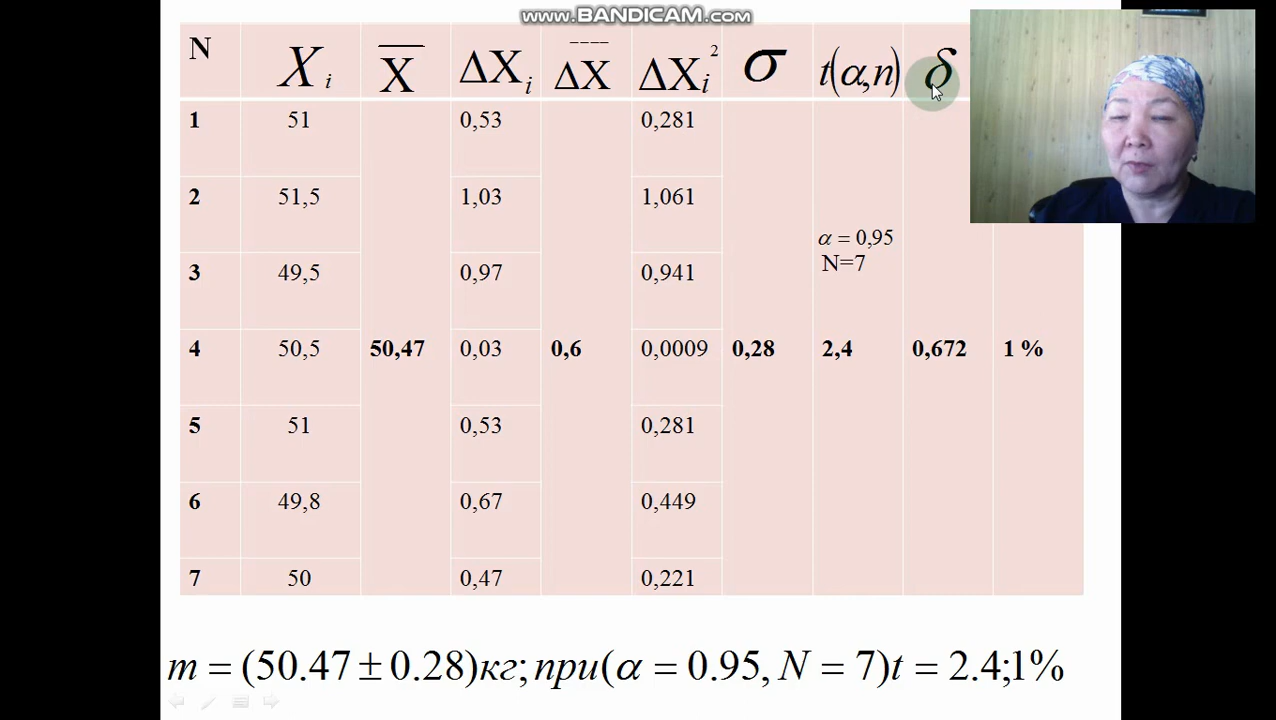 www.BANDICAM.com
N X i X ΔX i ΔX ΔX i 2 σ t(α,n) δ
1 51 0,53 0,281
2 51,5 1,03 1,061
α = 0,95
N=7
3 49,5 0,97 0,941
4 50,5 50,47 0,03 0,6 0,0009 0,28 2,4 0,672 1 %
5 51 0,53 0,281
6 49,8 0,67 0,449
7 50 0,47 0,221
m = (50.47 ± 0.28)кг; при(α = 0.95, N = 7)t = 2.4;1%